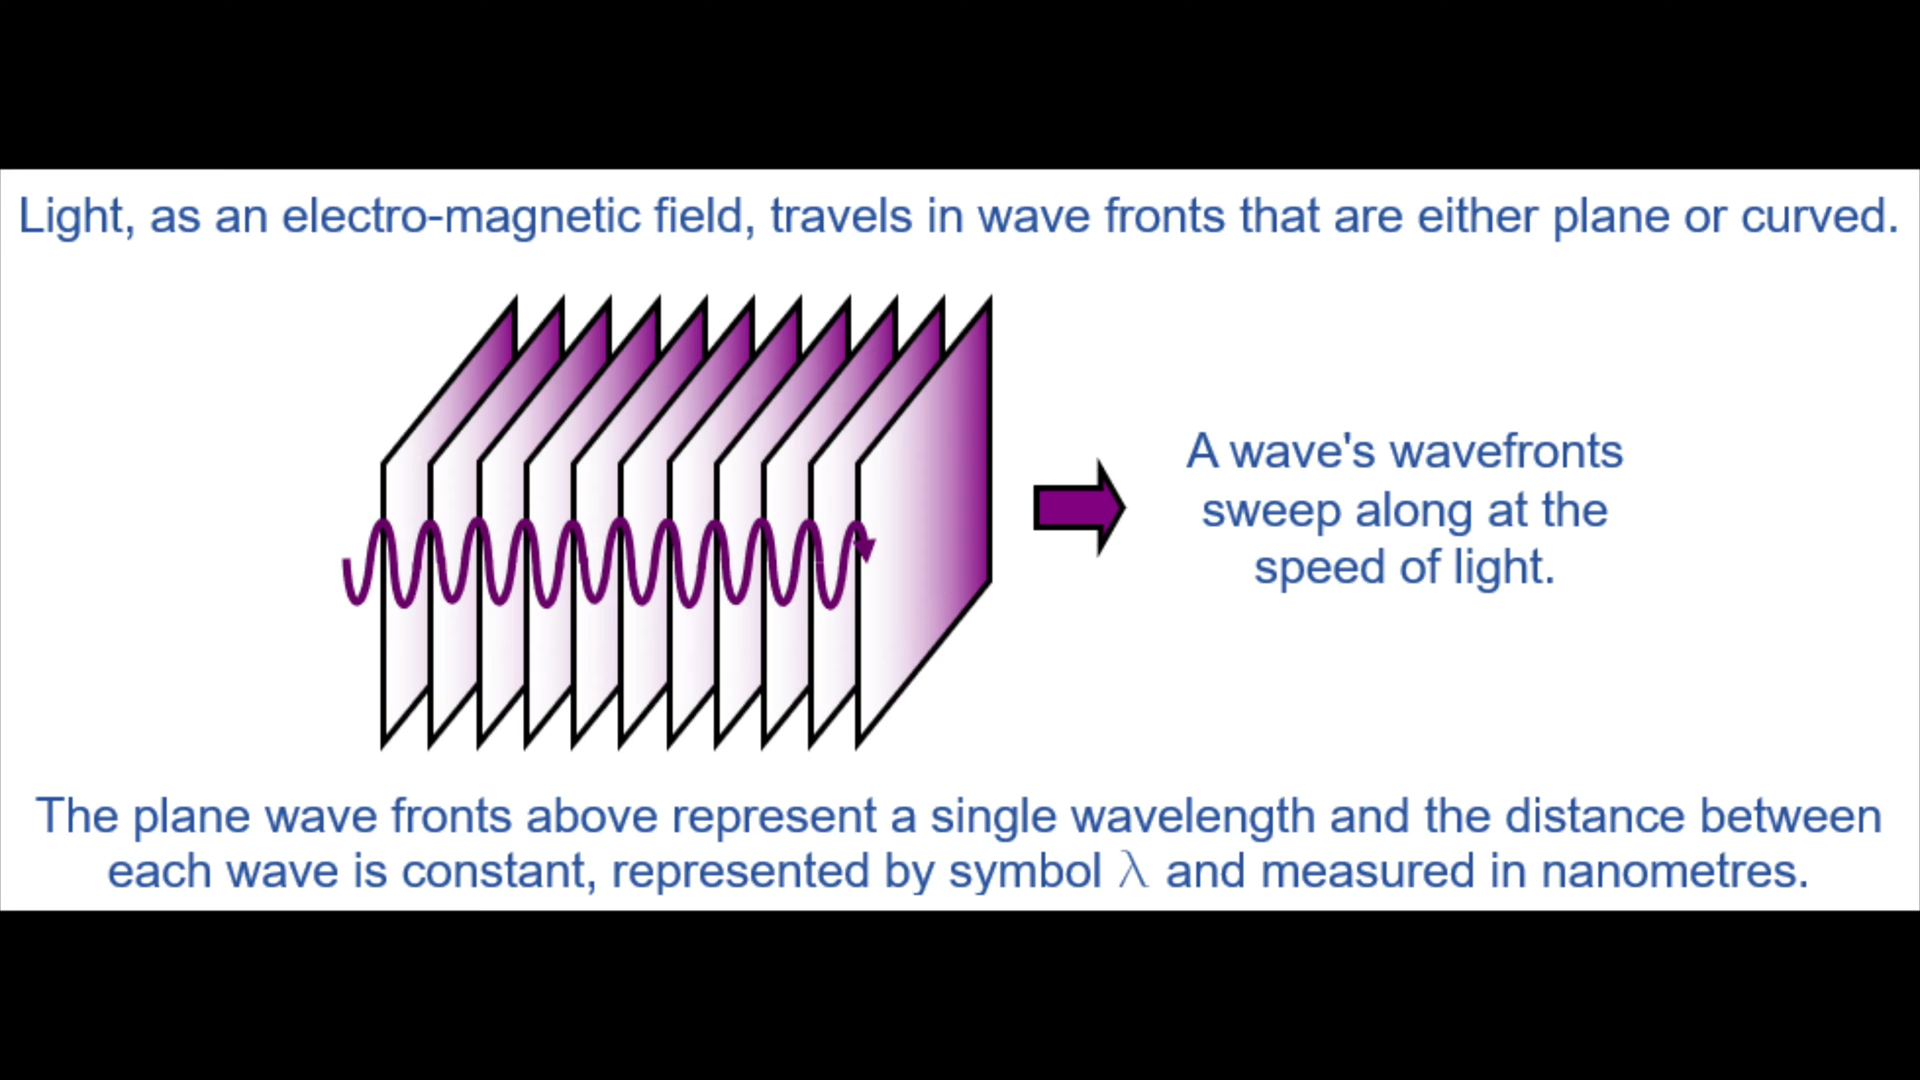 Light, as an electro-magnetic field, travels in wave fronts that are either plane or curved.
A wave's wavefronts
sweep along at the
speed of light.
The plane wave fronts above represent a single wavelength and the distance between
each wave is constant, represented by symbol λ and measured in nanometres.